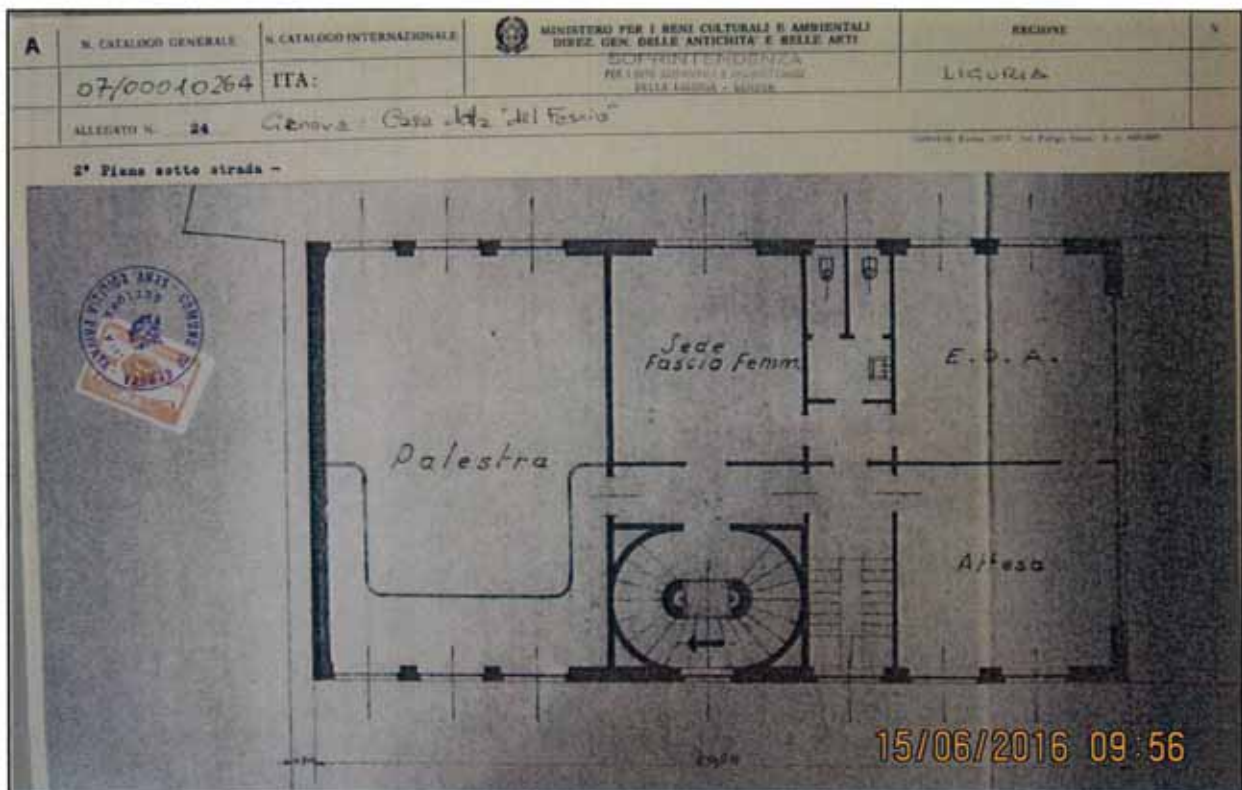 A
N. CATALOGO GENERALE
N. CATALOGO INTERNAZIONALE
MINISTERO PER I BENI CULTURALI E AMBIENTALI
DIREZ. GEN. DELLE ANTICHITA' E BELLE ARTI
REGIONE
N
07/00010264
ITA:
SOPRINTENDENZA
LIGURIA
ALLEGATO N. 24
Genova: Casa "del Fascio"
2° Piano sotto strada -
Sede
Fascio Femm.
Palestra
Attesa
15/06/2016 09:56